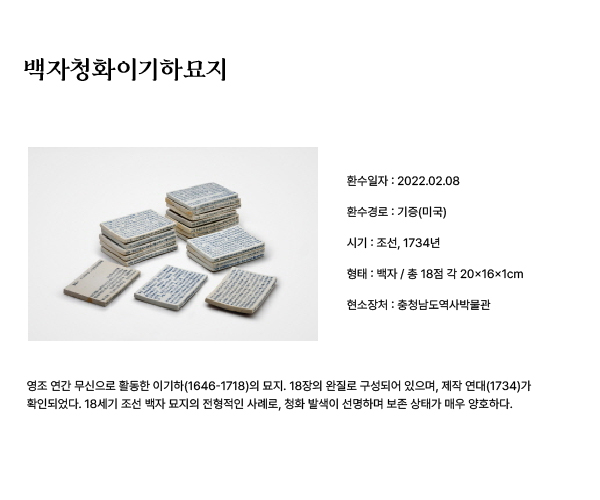 백자청화이기하묘지
환수일자 : 2022.02.08
환수경로 : 기증(미국)
시기 : 조선, 1734년
형태 : 백자 / 총 18점 각 20×16×1cm
현소장처 : 충청남도역사박물관
영조 연간 무신으로 활동한 이기하(1646-1718)의 묘지. 18장의 완질로 구성되어 있으며, 제작 연대(1734)가
확인되었다. 18세기 조선 백자 묘지의 전형적인 사례로, 청화 발색이 선명하며 보존 상태가 매우 양호하다.